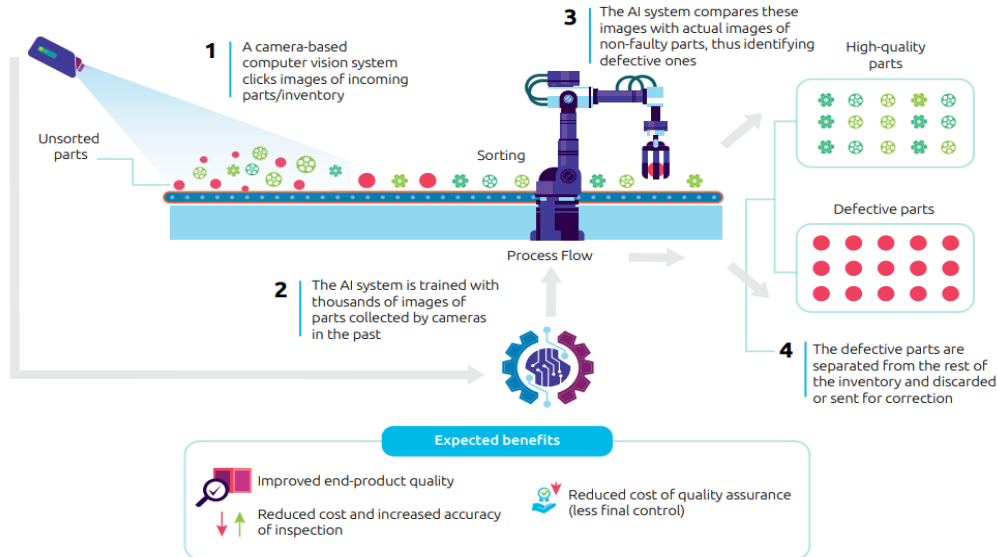 1
A camera-based
computer vision system
clicks images of incoming
parts/inventory
3
The AI system compares these
images with actual images of
non-faulty parts, thus identifying
defective ones
High-quality
parts
Unsorted
parts
Sorting
Defective parts
Process Flow
2
The AI system is trained with
thousands of images of
parts collected by cameras
in the past
4
The defective parts are
separated from the rest of
the inventory and discarded
or sent for correction
Expected benefits
Improved end-product quality
Reduced cost and increased accuracy
of inspection
Reduced cost of quality assurance
(less final control)